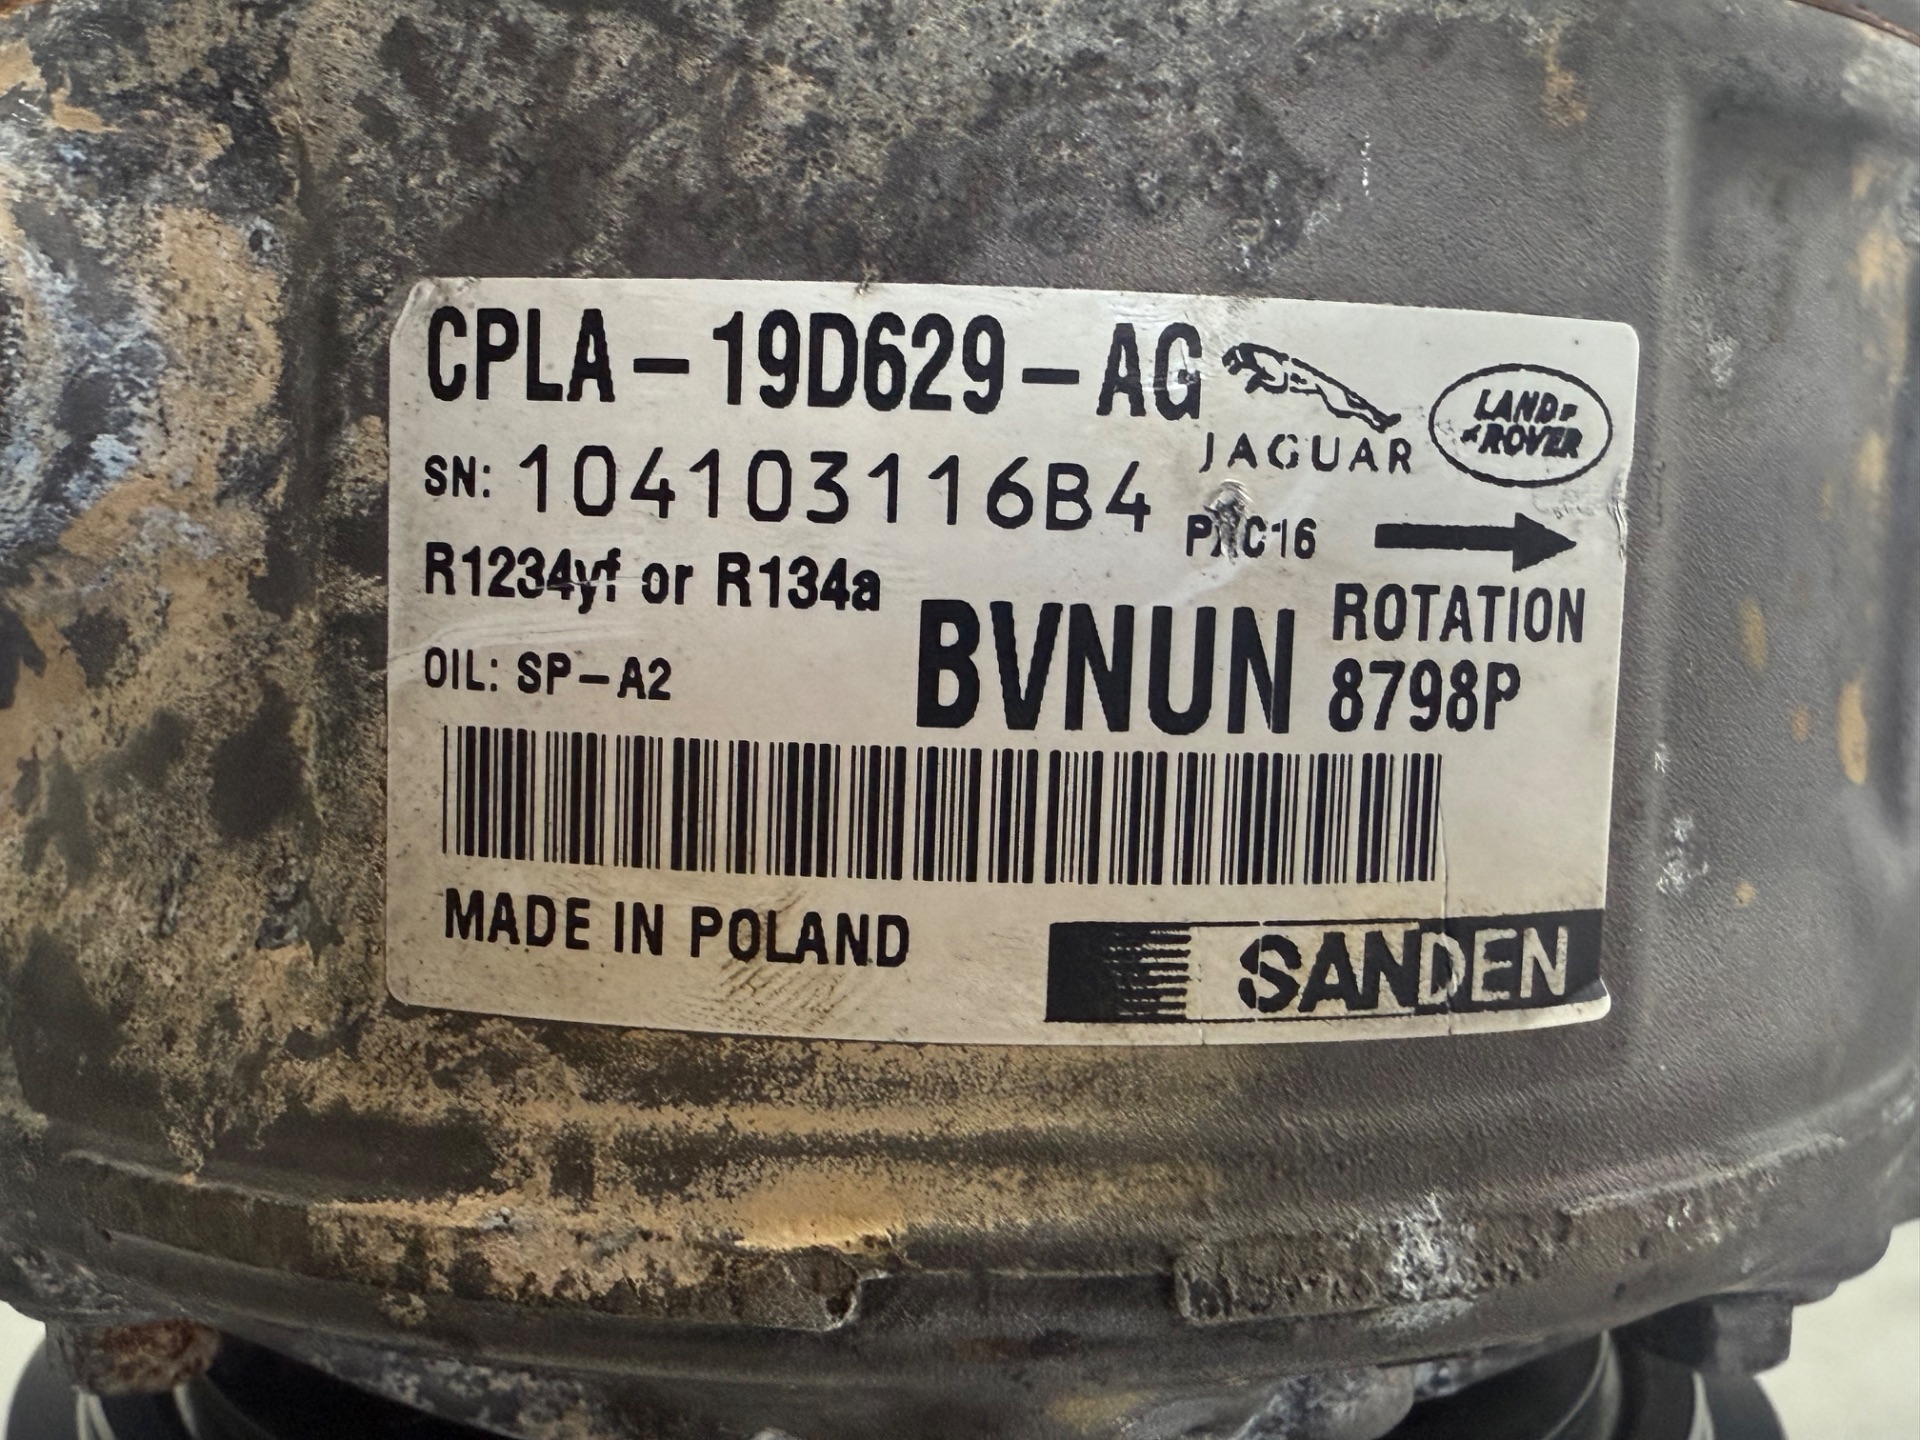 CPLA-19D629-AG
JAGUAR
LAND-
ROVER
SN: 104103116B4
PXC16
R1234yf or R134a
ROTATION
OIL: SP-A2
BVNUN
8798P
MADE IN POLAND
SANDEN